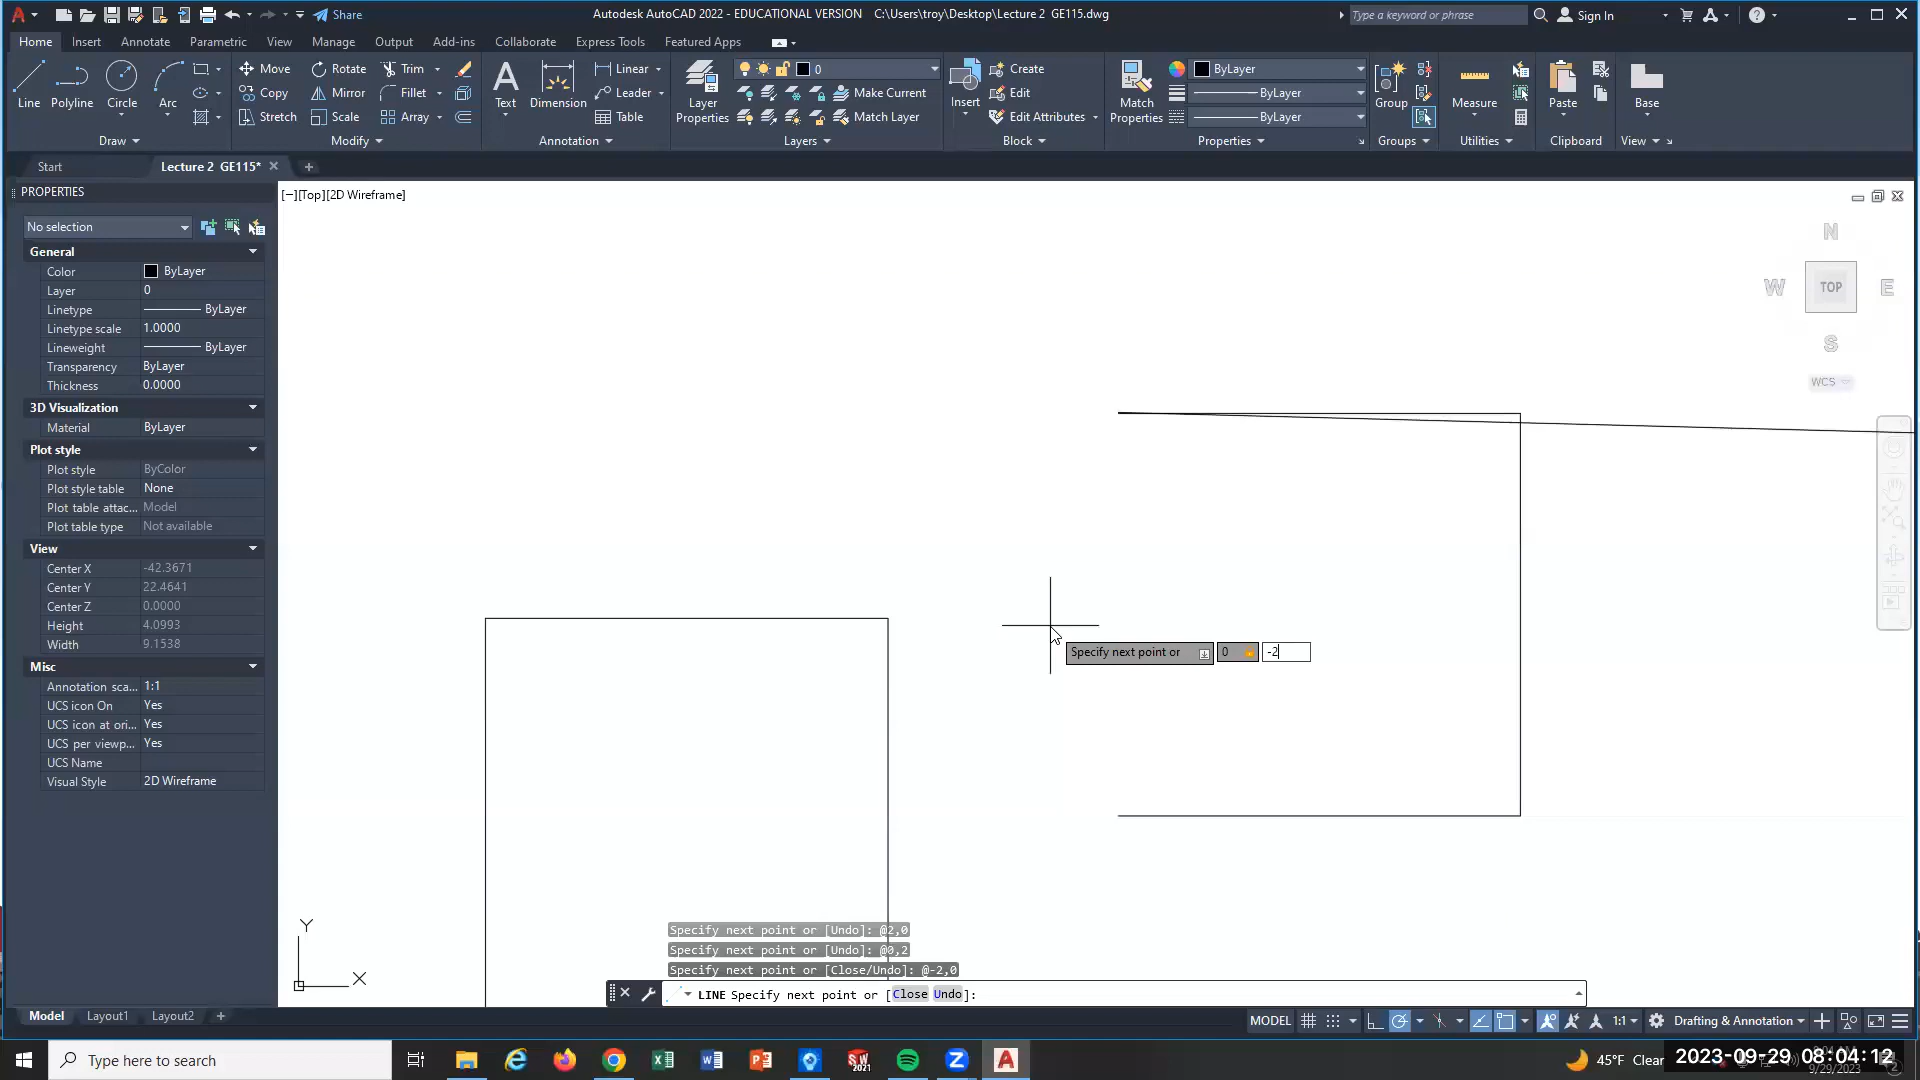 Share
Autodesk AutoCAD 2022 - EDUCATIONAL VERSION C:\Users\troy\Desktop\Lecture 2 GE115.dwg
Type a keyword or phrase
Sign In
Home Insert Annotate Parametric View Manage Output Add-ins Collaborate Express Tools Featured Apps
Line Polyline Circle Arc
Move Rotate Trim
Copy Mirror Fillet
Stretch Scale Array
Text Dimension
Linear
Leader
Table
Layer Properties
0
Make Current
Match Layer
Insert
Create
Edit
Edit Attributes
Match Properties
ByLayer
ByLayer
ByLayer
Group
Measure
Paste
Base
Draw Modify Annotation Layers Block Properties Groups Utilities Clipboard View
Start Lecture 2 GE115*
PROPERTIES
[−][Top][2D Wireframe]
No selection
General
Color ByLayer
Layer 0
Linetype ByLayer
Linetype scale 1.0000
Lineweight ByLayer
Transparency ByLayer
Thickness 0.0000
3D Visualization
Material ByLayer
Plot style
Plot style ByColor
Plot style table None
Plot table attac... Model
Plot table type Not available
View
Center X -42.3671
Center Y 22.4641
Center Z 0.0000
Height 4.0993
Width 9.1538
Misc
Annotation sca... 1:1
UCS icon On Yes
UCS icon at ori... Yes
UCS per viewp... Yes
UCS Name
Visual Style 2D Wireframe
N
W TOP E
S
WCS
Specify next point or 0 -2
Y
X
Specify next point or [Undo]: @2,0
Specify next point or [Undo]: @0,2
Specify next point or [Close/Undo]: @-2,0
LINE Specify next point or [Close Undo]:
Model Layout1 Layout2
MODEL 1:1 Drafting & Annotation
Type here to search
45°F Clear
2023-09-29 08:04:12
9/29/2023